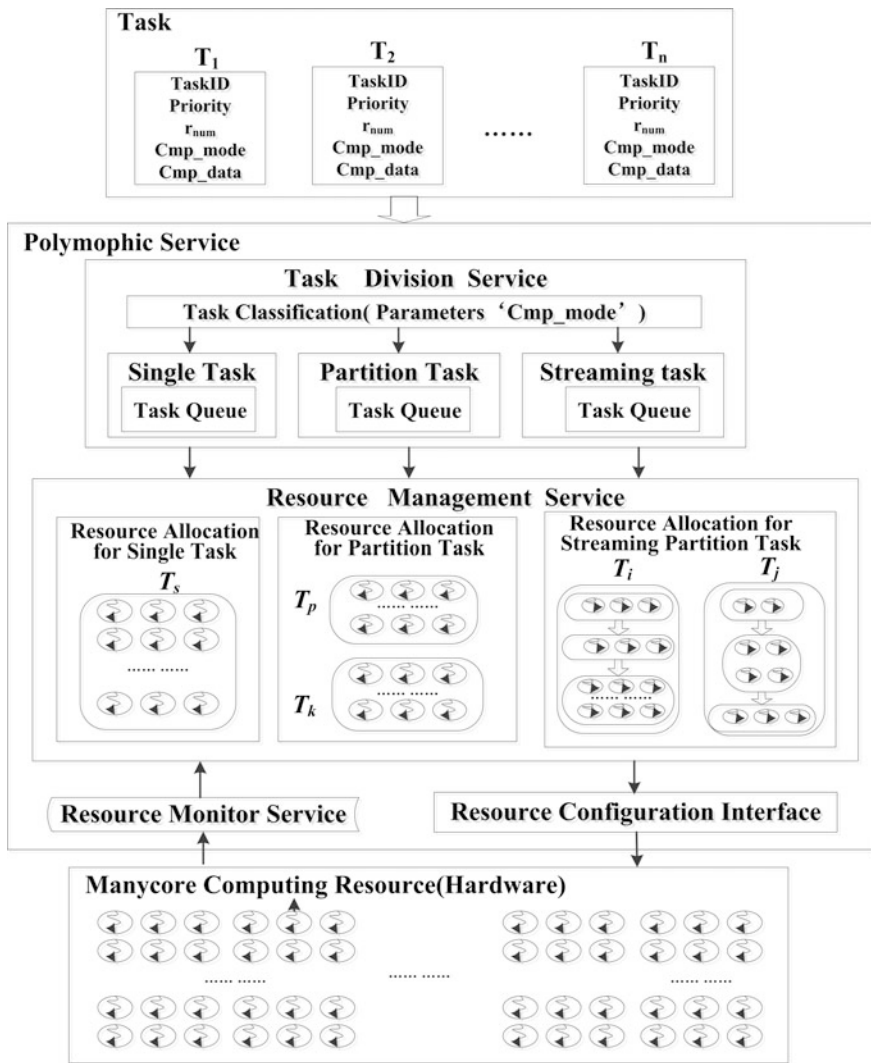 Task
T1 T2 Tn
TaskID TaskID TaskID
Priority Priority Priority
rnum rnum rnum
Cmp_mode Cmp_mode ...... Cmp_mode
Cmp_data Cmp_data Cmp_data
Polymophic Service
Task Division Service
Task Classification( Parameters ‘Cmp_mode’ )
Single Task Partition Task Streaming task
Task Queue Task Queue Task Queue
Resource Management Service
Resource Allocation for Single Task
Ts
...... ......
Resource Allocation for Partition Task
Tp
...... ......
Tk
...... ......
Resource Allocation for Streaming Partition Task
Ti Tj
...... ......
Resource Monitor Service Resource Configuration Interface
Manycore Computing Resource(Hardware)
...... ...... ...... ...... ...... ......